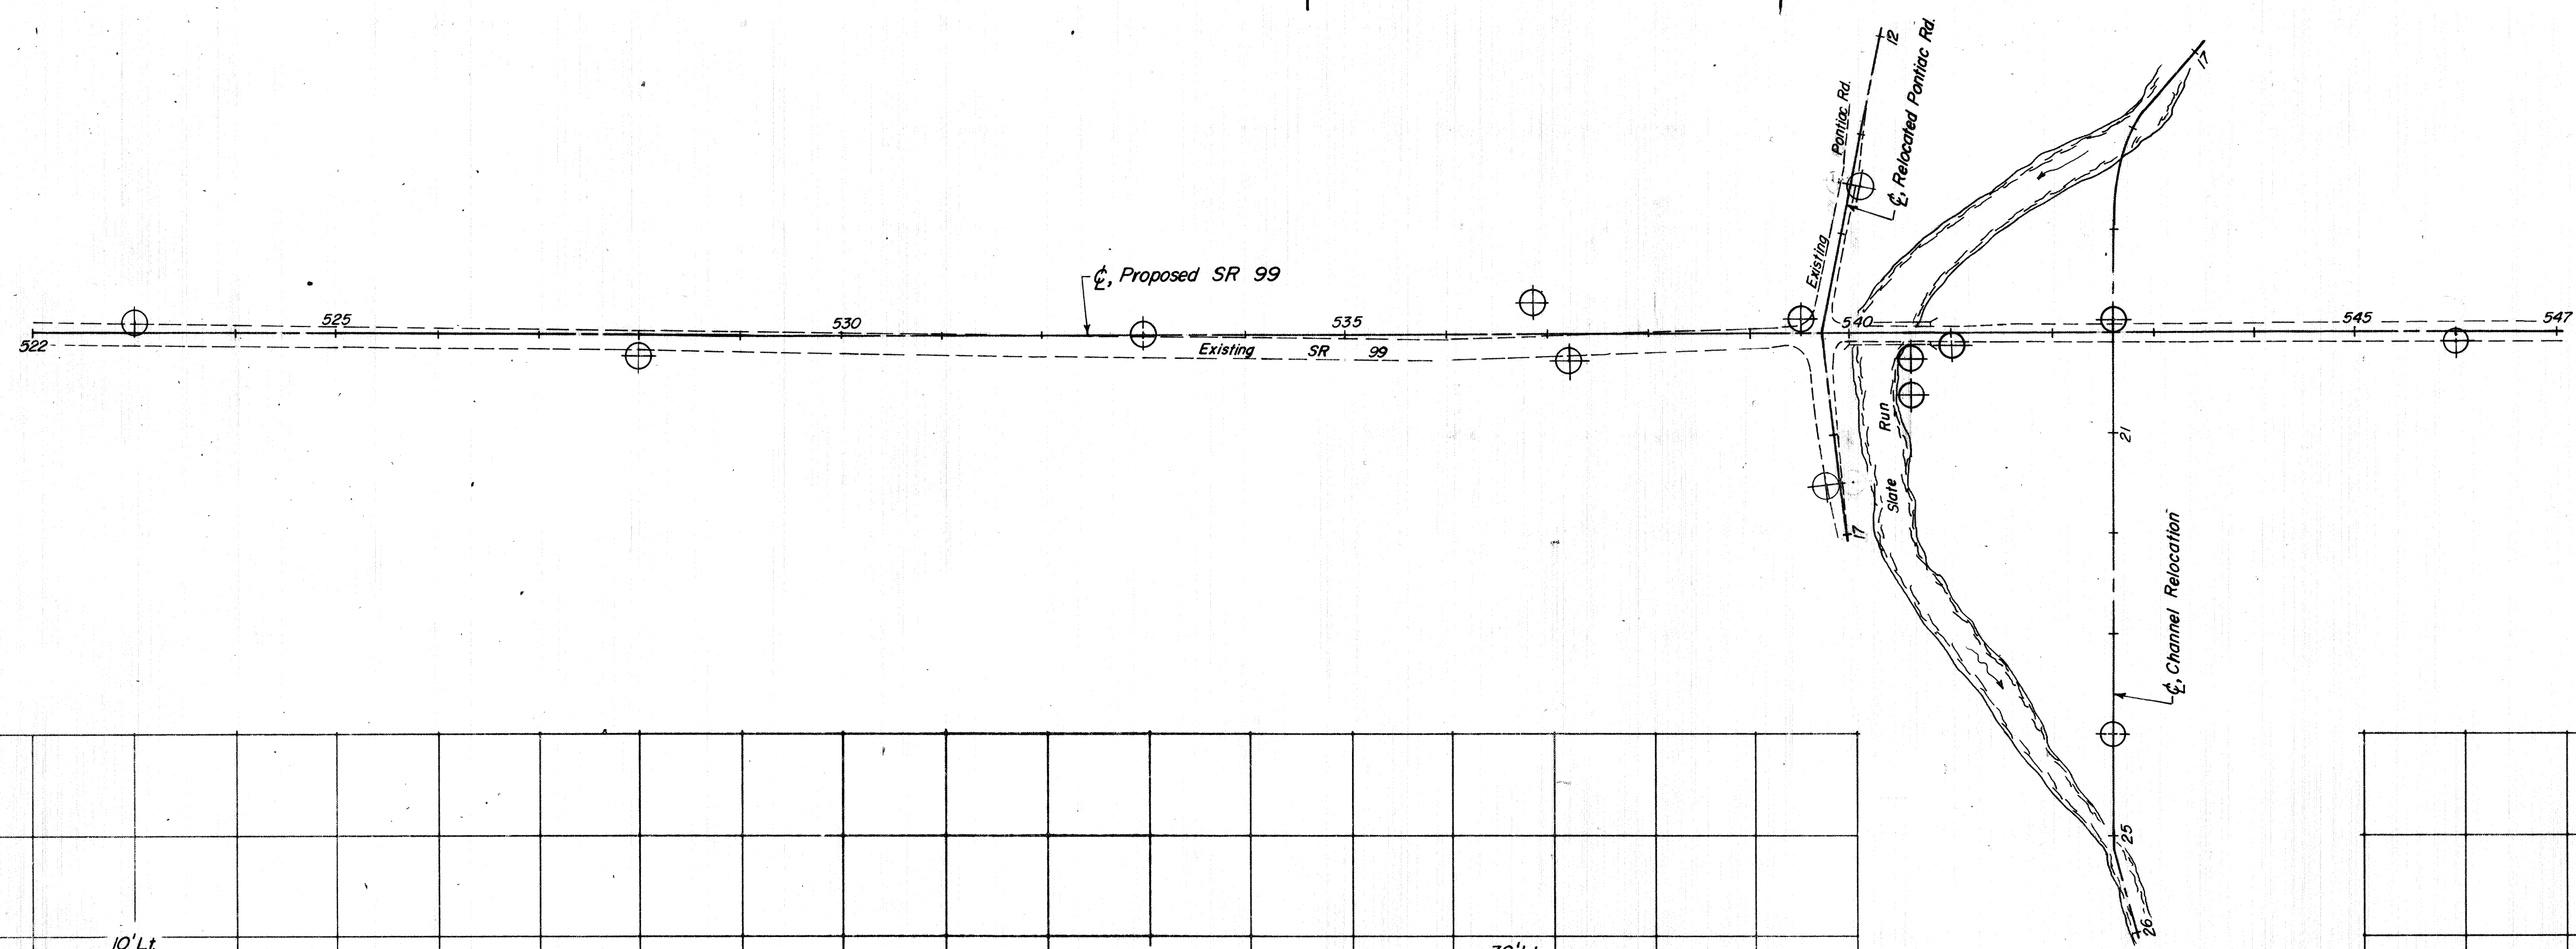 12
℄, Relocated Pontiac Rd.
17
Existing Pontiac Rd.
℄, Proposed SR 99
522
525
530
535
540
545
547
Existing SR 99
Slate Run
21
17
℄, Channel Relocation
25
26
10' Lt.